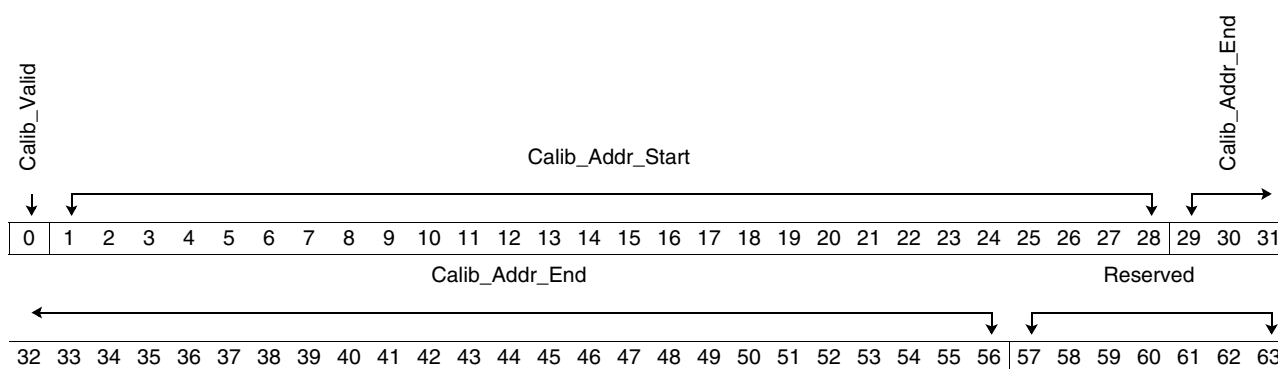 Calib_Valid
Calib_Addr_Start
Calib_Addr_End
0 1 2 3 4 5 6 7 8 9 10 11 12 13 14 15 16 17 18 19 20 21 22 23 24 25 26 27 28 29 30 31
Calib_Addr_End Reserved
32 33 34 35 36 37 38 39 40 41 42 43 44 45 46 47 48 49 50 51 52 53 54 55 56 57 58 59 60 61 62 63